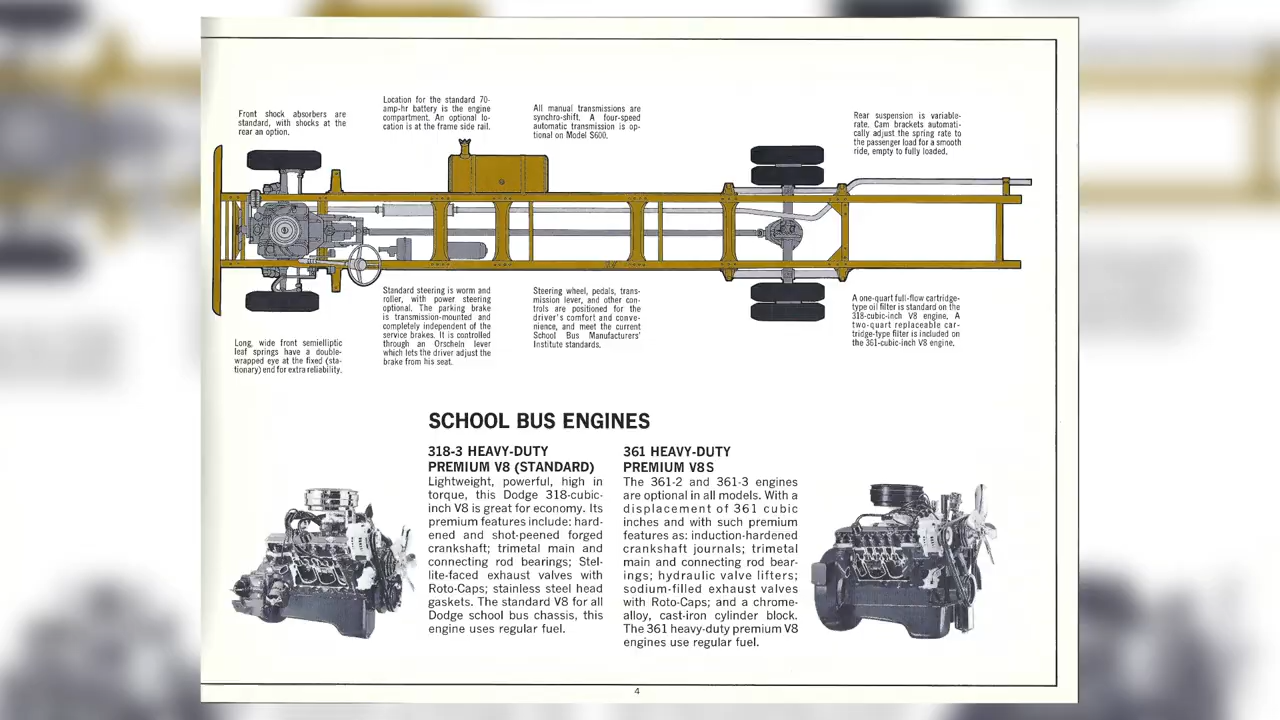 Front shock absorbers are
standard, with shocks at the
rear an option.
Location for the standard 70-
amp-hr battery is the engine
compartment. An optional lo-
cation is at the frame side rail.
All manual transmissions are
synchro-shift. A four-speed
automatic transmission is op-
tional on Model S600.
Rear suspension is variable-
rate. Cam brackets automati-
cally adjust the spring rate to
the passenger load for a smooth
ride, empty to fully loaded.
Long, wide front semielliptic
leaf springs have a double-
wrapped eye at the fixed (sta-
tionary) end for extra reliability.
Standard steering is worm and
roller, with power steering
optional. The parking brake
is transmission-mounted and
completely independent of the
service brakes. It is controlled
through an Orscheln lever
which lets the driver adjust the
brake from his seat.
Steering wheel, pedals, trans-
mission lever, and other con-
trols are positioned for the
driver's comfort and conve-
nience, and meet the current
School Bus Manufacturers'
Institute standards.
A one-quart full-flow cartridge-
type oil filter is standard on the
318-cubic-inch V8 engine. A
two-quart replaceable car-
tridge-type filter is included on
the 361-cubic-inch V8 engine.
SCHOOL BUS ENGINES
318-3 HEAVY-DUTY
PREMIUM V8 (STANDARD)
Lightweight, powerful, high in
torque, this Dodge 318-cubic-
inch V8 is great for economy. Its
premium features include: hard-
ened and shot-peened forged
crankshaft; trimetal main and
connecting rod bearings; Stel-
lite-faced exhaust valves with
Roto-Caps; stainless steel head
gaskets. The standard V8 for all
Dodge school bus chassis, this
engine uses regular fuel.
361 HEAVY-DUTY
PREMIUM V8S
The 361-2 and 361-3 engines
are optional in all models. With a
displacement of 361 cubic
inches and with such premium
features as: induction-hardened
crankshaft journals; trimetal
main and connecting rod bear-
ings; hydraulic valve lifters;
sodium-filled exhaust valves
with Roto-Caps; and a chrome-
alloy, cast-iron cylinder block.
The 361 heavy-duty premium V8
engines use regular fuel.
4